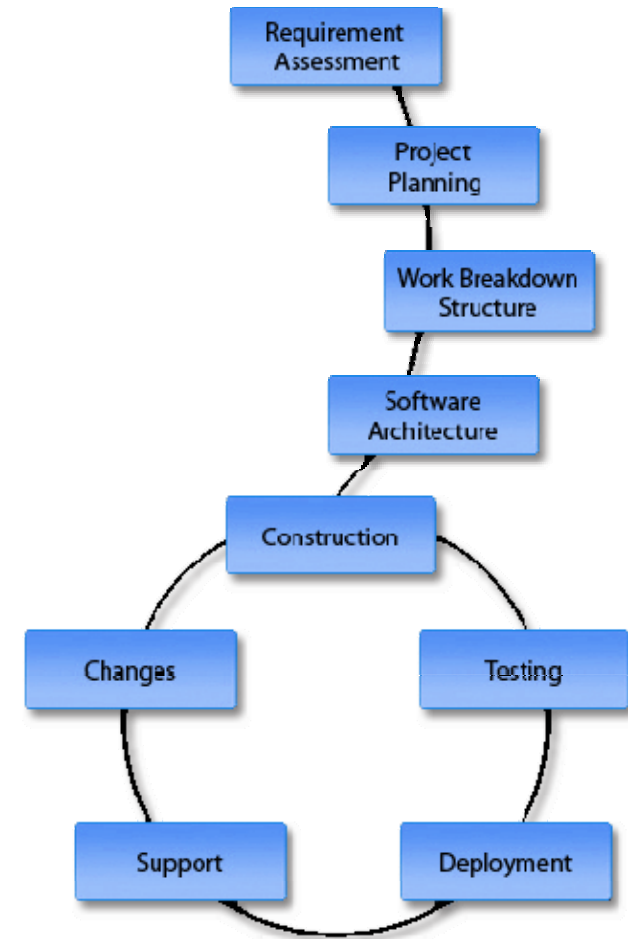 Requirement
Assessment
Project
Planning
Work Breakdown
Structure
Software
Architecture
Construction
Changes
Testing
Support
Deployment